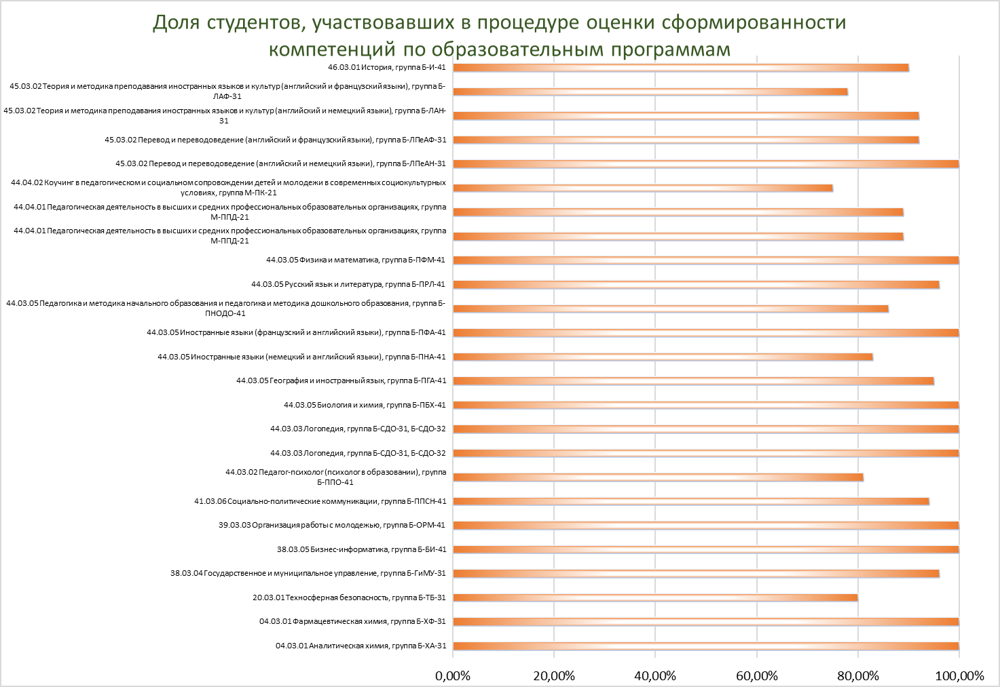 Доля студентов, участвовавших в процедуре оценки сформированности
компетенций по образовательным программам
46.03.01 История, группа Б-И-41
45.03.02 Теория и методика преподавания иностранных языков и культур (английский и французский языки), группа Б-
ЛАФ-31
45.03.02 Теория и методика преподавания иностранных языков и культур (английский и немецкий языки), группа Б-ЛАН-
31
45.03.02 Перевод и переводоведение (английский и французский языки), группа Б-ЛПеАФ-31
45.03.02 Перевод и переводоведение (английский и немецкий языки), группа Б-ЛПеАН-31
44.04.02 Коучинг в педагогическом и социальном сопровождении детей и молодежи в современных социокультурных
условиях, группа М-ПК-21
44.04.01 Педагогическая деятельность в высших и средних профессиональных образовательных организациях, группа
М-ППД-21
44.04.01 Педагогическая деятельность в высших и средних профессиональных образовательных организациях, группа
М-ППД-21
44.03.05 Физика и математика, группа Б-ПФМ-41
44.03.05 Русский язык и литература, группа Б-ПРЛ-41
44.03.05 Педагогика и методика начального образования и педагогика и методика дошкольного образования, группа Б-
ПНОДО-41
44.03.05 Иностранные языки (французский и английский языки), группа Б-ПФА-41
44.03.05 Иностранные языки (немецкий и английский языки), группа Б-ПНА-41
44.03.05 География и иностранный язык, группа Б-ПГА-41
44.03.05 Биология и химия, группа Б-ПБХ-41
44.03.03 Логопедия, группа Б-СДО-31, Б-СДО-32
44.03.03 Логопедия, группа Б-СДО-31, Б-СДО-32
44.03.02 Педагог-психолог (психолог в образовании), группа
Б-ППО-41
41.03.06 Социально-политические коммуникации, группа Б-ППСН-41
39.03.03 Организация работы с молодежью, группа Б-ОРМ-41
38.03.05 Бизнес-информатика, группа Б-БИ-41
38.03.04 Государственное и муниципальное управление, группа Б-ГиМУ-31
20.03.01 Техносферная безопасность, группа Б-ТБ-31
04.03.01 Фармацевтическая химия, группа Б-ХФ-31
04.03.01 Аналитическая химия, группа Б-ХА-31
0,00% 20,00% 40,00% 60,00% 80,00% 100,00%